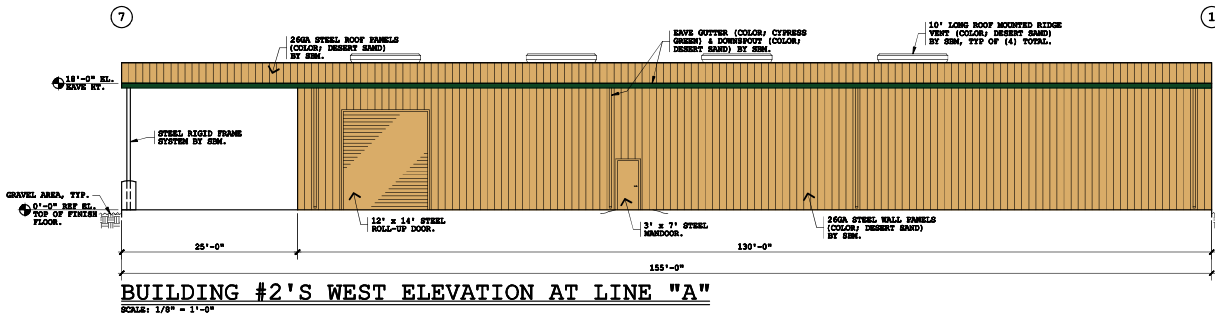 7
1
26GA STEEL ROOF PANELS
(COLOR; DESERT SAND)
BY SBM.
EAVE GUTTER (COLOR; CYPRESS
GREEN) & DOWNSPOUT (COLOR;
DESERT SAND) BY SBM.
10' LONG ROOF MOUNTED RIDGE
VENT (COLOR; DESERT SAND)
BY SBM, TYP OF (4) TOTAL.
18'-0" EL.
EAVE HT.
STEEL RIGID FRAME
SYSTEM BY SBM.
GRAVEL AREA, TYP.
0'-0" REF EL.
TOP OF FINISH
FLOOR.
12' x 14' STEEL
ROLL-UP DOOR.
3' x 7' STEEL
MANDOOR.
26GA STEEL WALL PANELS
(COLOR; DESERT SAND)
BY SBM.
25'-0"
130'-0"
155'-0"
BUILDING #2'S WEST ELEVATION AT LINE "A"
SCALE: 1/8" = 1'-0"